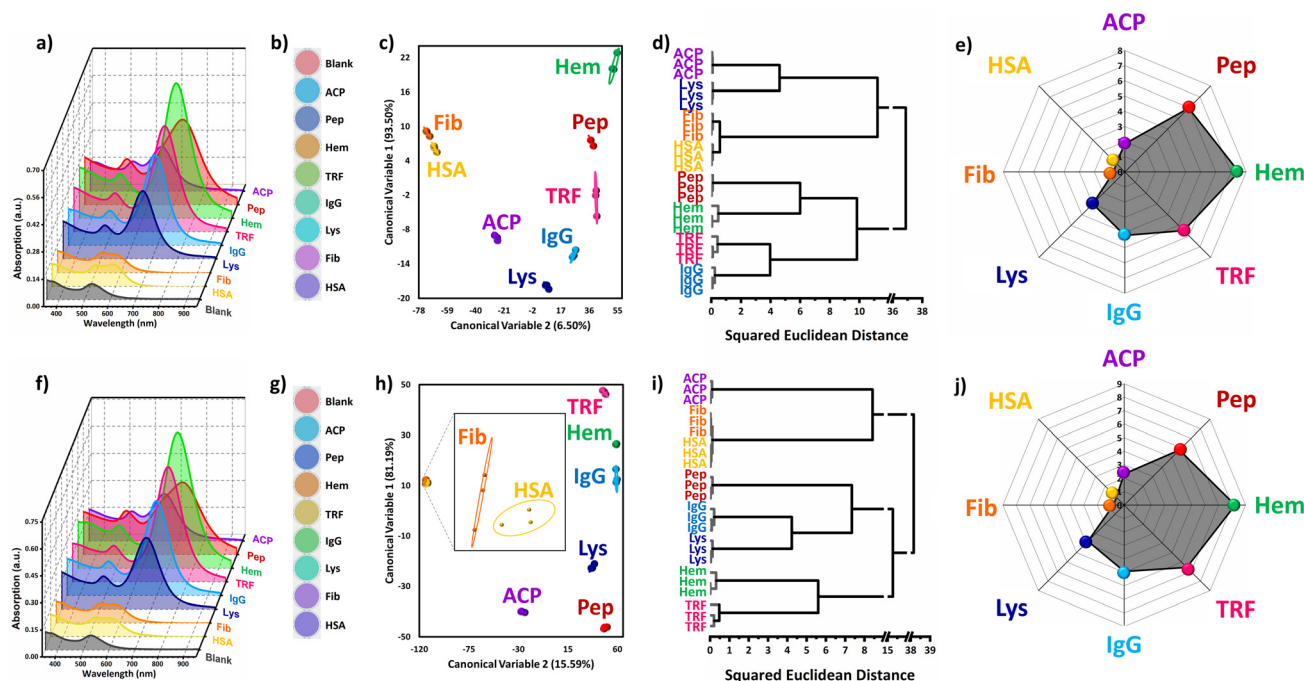 a)
0.70
0.56
0.42
0.28
0.14
0.00
Absorption (a.u.)
400 500 600 700 800 900
Wavelength (nm)
ACP
Pep
Hem
TRF
IgG
Lys
Fib
HSA
Blank
b)
Blank
ACP
Pep
Hem
TRF
IgG
Lys
Fib
HSA
c)
22
16
10
4
-2
-8
-14
-20
Canonical Variable 1 (93.50%)
Hem
Fib
Pep
HSA
TRF
ACP
IgG
Lys
-78 -59 -40 -21 -2 17 36 55
Canonical Variable 2 (6.50%)
d)
ACP
ACP
ACP
Lys
Lys
Lys
Fib
Fib
Fib
HSA
HSA
HSA
Pep
Pep
Pep
Hem
Hem
Hem
TRF
TRF
TRF
IgG
IgG
IgG
0 2 4 6 8 10 36 38
Squared Euclidean Distance
e)
ACP
HSA
Pep
8
7
6
5
4
3
2
1
0
Fib
Hem
Lys
TRF
IgG
f)
0.75
0.60
0.45
0.30
0.15
0.00
Absorption (a.u.)
400 500 600 700 800 900
Wavelength (nm)
ACP
Pep
Hem
TRF
IgG
Lys
Fib
HSA
Blank
g)
Blank
ACP
Pep
Hem
TRF
IgG
Lys
Fib
HSA
h)
50
30
10
-10
-30
-50
Canonical Variable 1 (81.19%)
TRF
Hem
Fib
IgG
HSA
Lys
ACP
Pep
-120 -30 60
Canonical Variable 2 (15.59%)
i)
ACP
ACP
ACP
Fib
Fib
Fib
HSA
HSA
HSA
Pep
Pep
Pep
IgG
IgG
IgG
Lys
Lys
Lys
Hem
Hem
Hem
TRF
TRF
TRF
0 1 2 3 4 5 6 7 8 9 15 38 39
Squared Euclidean Distance
j)
ACP
HSA
Pep
9
8
7
6
5
4
3
2
1
0
Fib
Hem
Lys
TRF
IgG